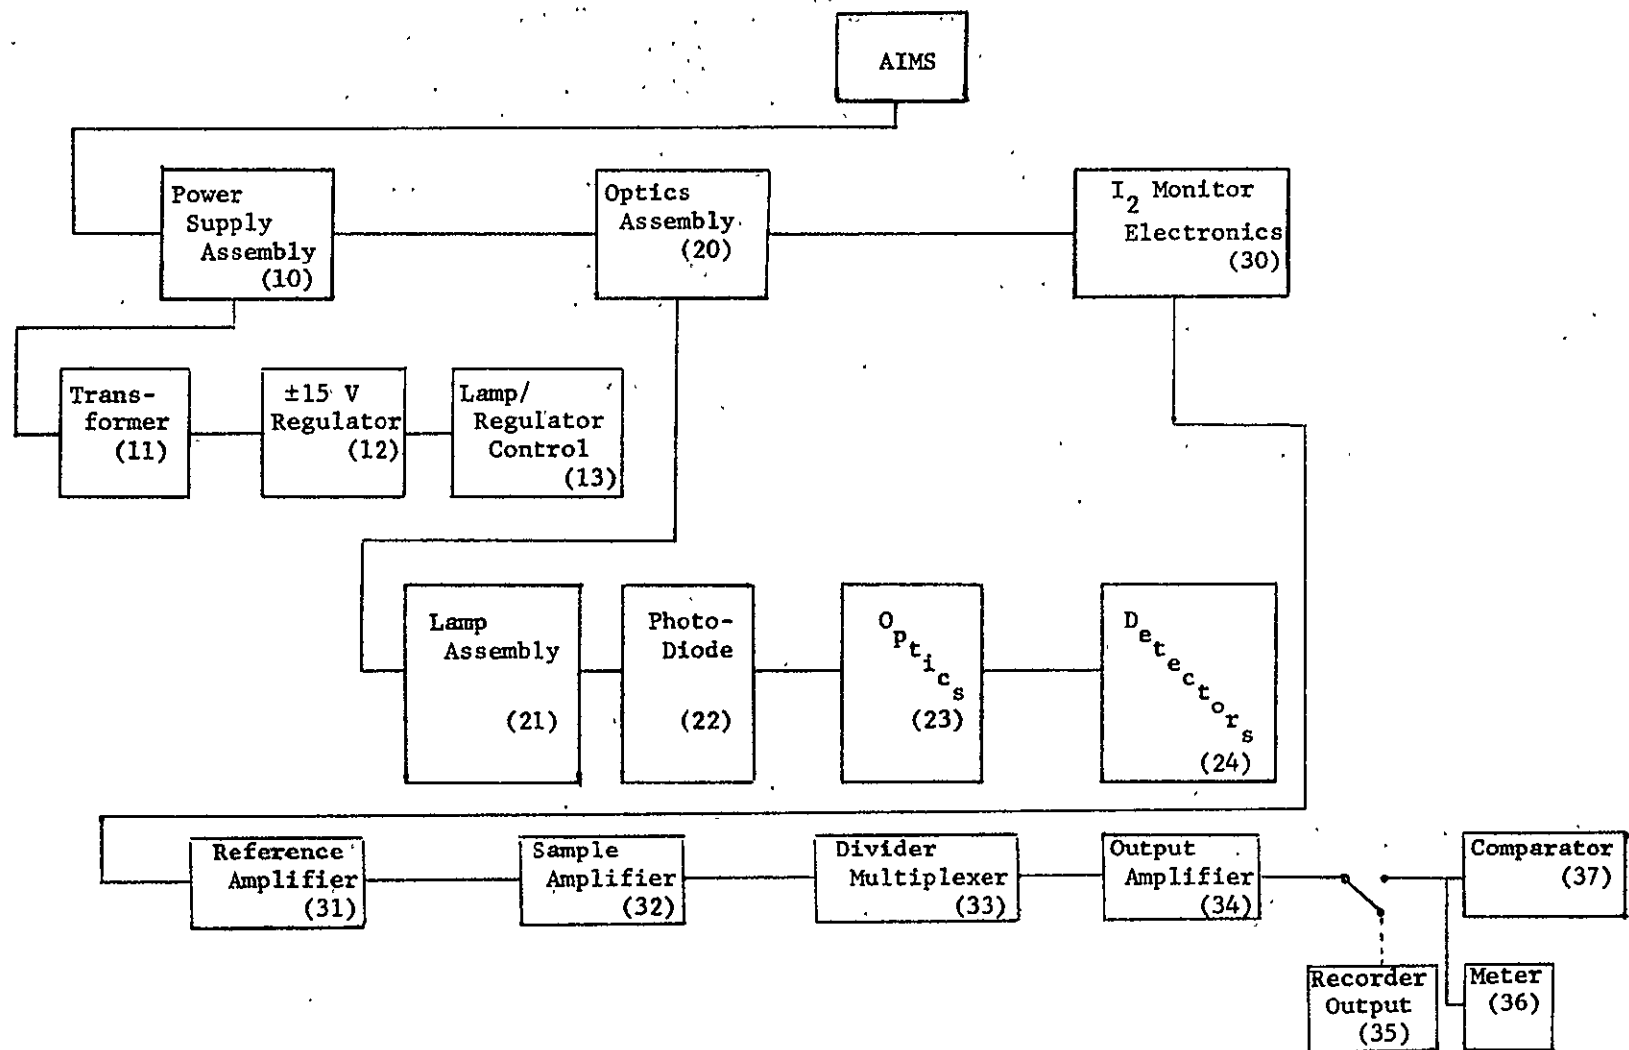 AIMS
Power
Supply
Assembly
(10)
Optics
Assembly
(20)
I2 Monitor
Electronics
(30)
Trans-
former
(11)
±15 V
Regulator
(12)
Lamp/
Regulator
Control
(13)
Lamp
Assembly
(21)
Photo-
Diode
(22)
Optics
(23)
Detectors
(24)
Reference
Amplifier
(31)
Sample
Amplifier
(32)
Divider
Multiplexer
(33)
Output
Amplifier
(34)
Comparator
(37)
Recorder
Output
(35)
Meter
(36)